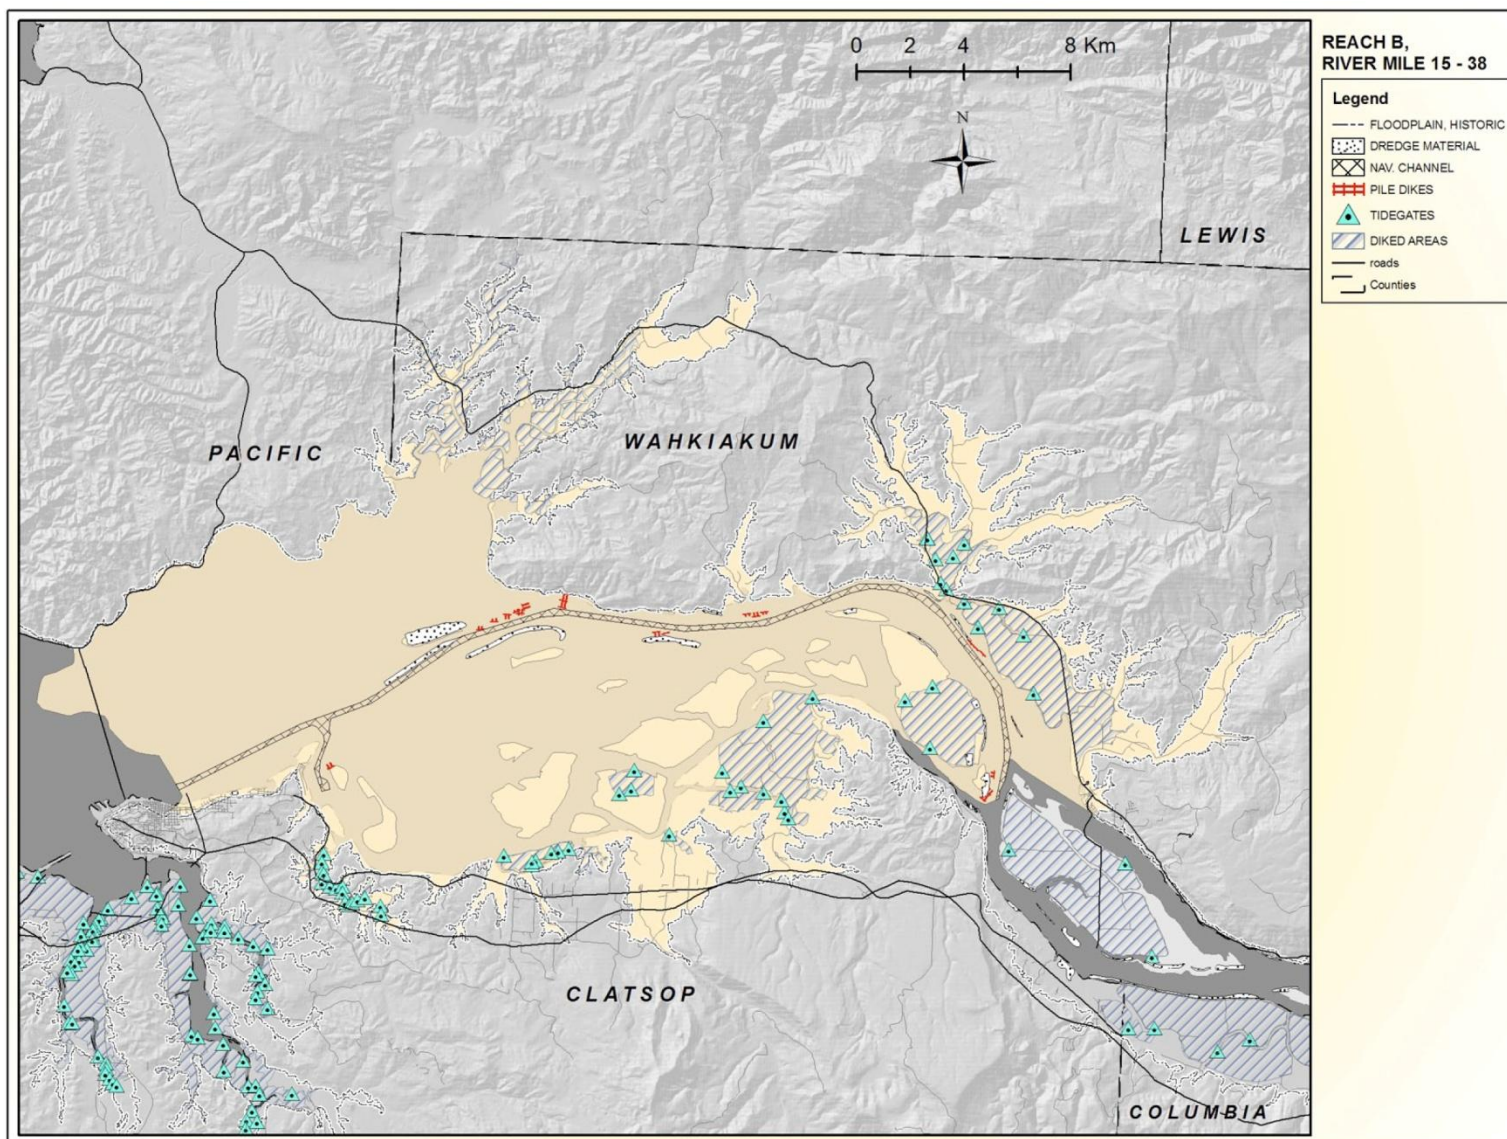 0 2 4 8 Km
N
REACH B,
RIVER MILE 15 - 38
Legend
FLOODPLAIN, HISTORIC
DREDGE MATERIAL
NAV. CHANNEL
PILE DIKES
TIDEGATES
DIKED AREAS
roads
Counties
LEWIS
PACIFIC
WAHKIAKUM
CLATSOP
COLUMBIA